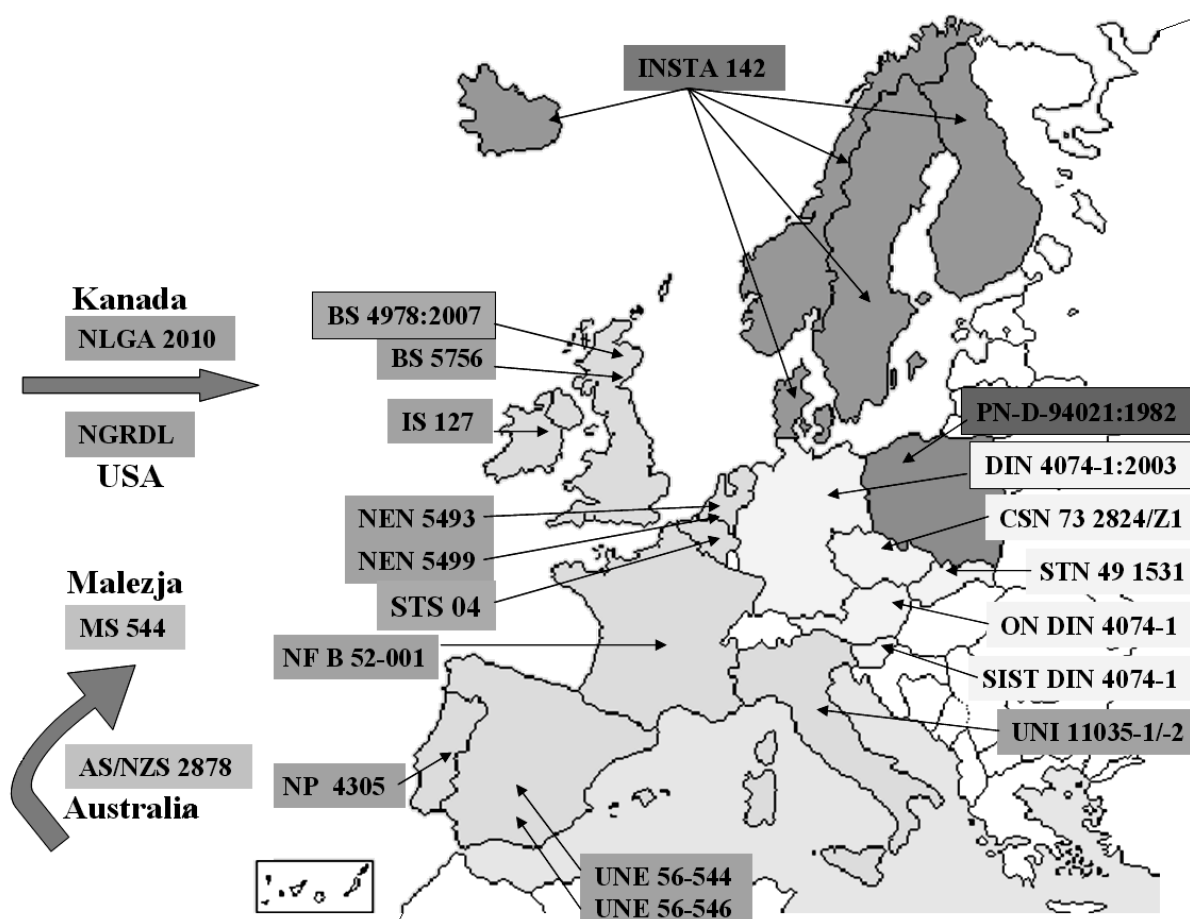 INSTA 142
Kanada
NLGA 2010
NGRDL
USA
Malezja
MS 544
AS/NZS 2878
Australia
BS 4978:2007
BS 5756
IS 127
NEN 5493
NEN 5499
STS 04
NF B 52-001
NP 4305
UNE 56-544
UNE 56-546
PN-D-94021:1982
DIN 4074-1:2003
CSN 73 2824/Z1
STN 49 1531
ON DIN 4074-1
SIST DIN 4074-1
UNI 11035-1/-2